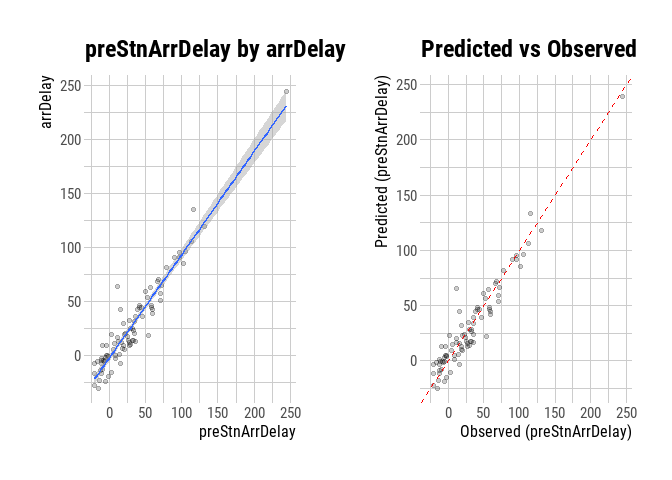 preStnArrDelay by arrDelay
arrDelay
250
200
150
100
50
0
0 50 100 150 200 250
preStnArrDelay
Predicted vs Observed
Predicted (preStnArrDelay)
250
200
150
100
50
0
0 50 100 150 200 250
Observed (preStnArrDelay)